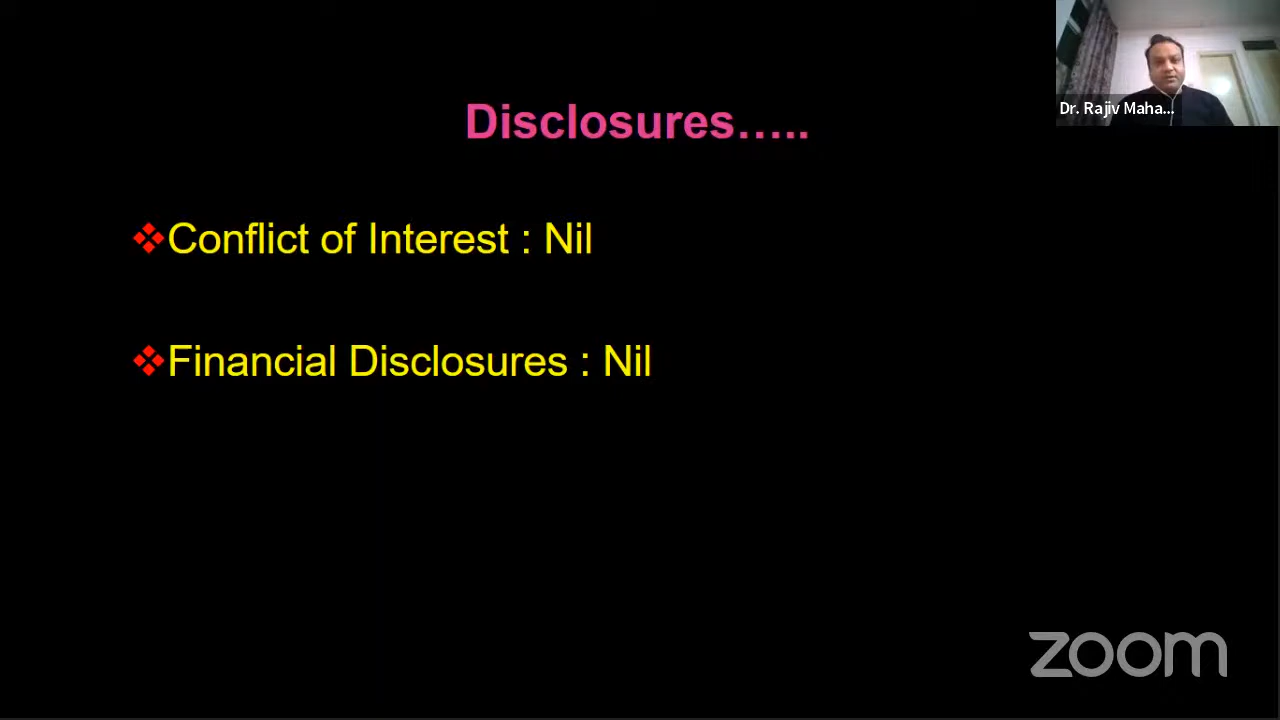 Dr. Rajiv Maha...
Disclosures.....
Conflict of Interest : Nil
Financial Disclosures : Nil
zoom